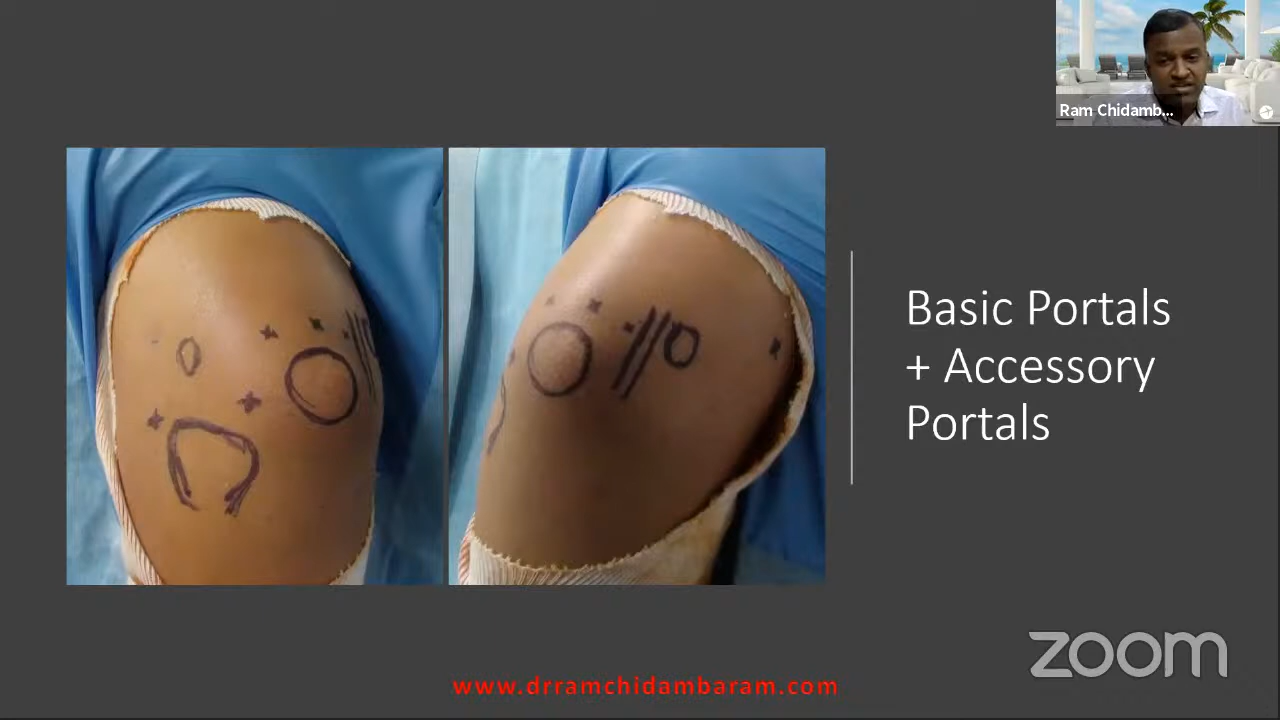 Ram Chidamb...
Basic Portals
+ Accessory
Portals
zoom
www.drramchidambaram.com